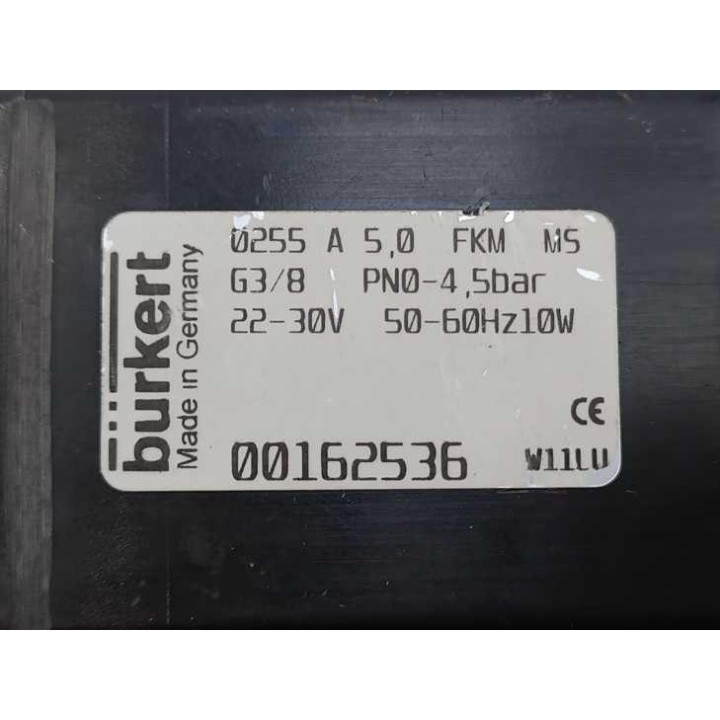 bürkert
Made in Germany
0255 A 5,0 FKM MS
G3/8 PN0-4,5bar
22-30V 50-60Hz10W
CE
00162536 W11LU